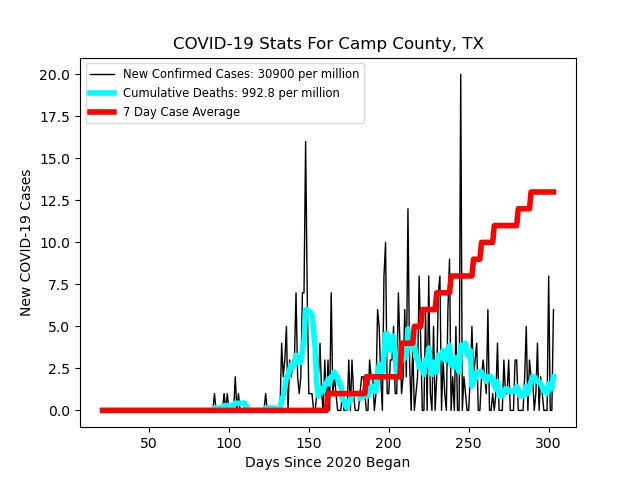 COVID-19 Stats For Camp County, TX
New Confirmed Cases: 30900 per million
Cumulative Deaths: 992.8 per million
7 Day Case Average
20.0
17.5
15.0
12.5
10.0
7.5
5.0
2.5
0.0
New COVID-19 Cases
50 100 150 200 250 300
Days Since 2020 Began